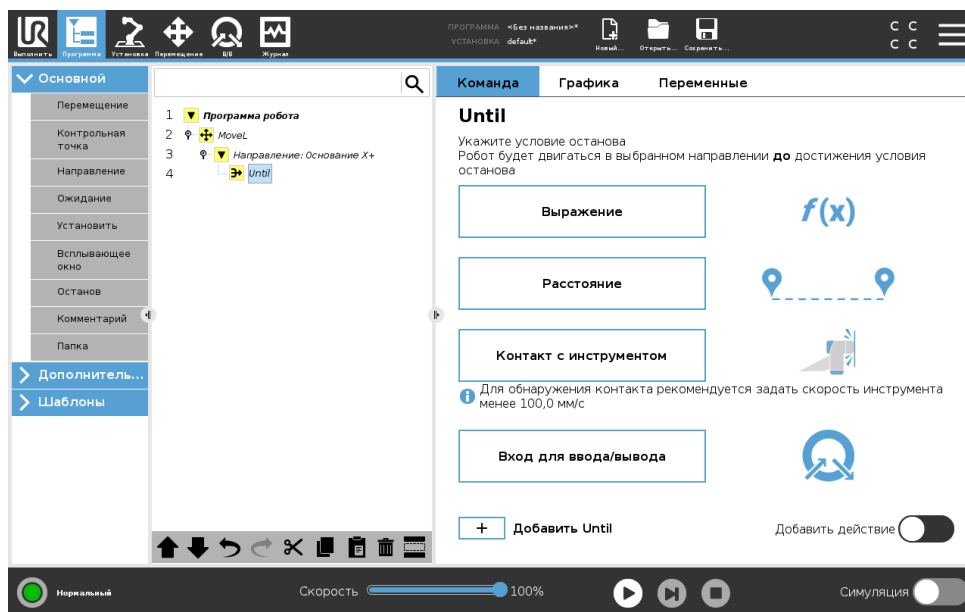 ПРОГРАММА <Без названия>*
УСТАНОВКА default*
C C
C C
Выполнить Программа Установка Перемещение В/В Журнал Новый... Открыть... Сохранить...
Основной
Перемещение
Контрольная
точка
Направление
Ожидание
Установить
Всплывающее
окно
Останов
Комментарий
Папка
Дополнитель...
Шаблоны
1 Программа робота
2 MoveL
3 Направление: Основание X+
4 Until
Команда Графика Переменные
Until
Укажите условие останова
Робот будет двигаться в выбранном направлении до достижения условия
останова
Выражение f(x)
Расстояние
Контакт с инструментом
Для обнаружения контакта рекомендуется задать скорость инструмента
менее 100,0 мм/с
Вход для ввода/вывода
+ Добавить Until Добавить действие
Нормальный Скорость 100% Симуляция